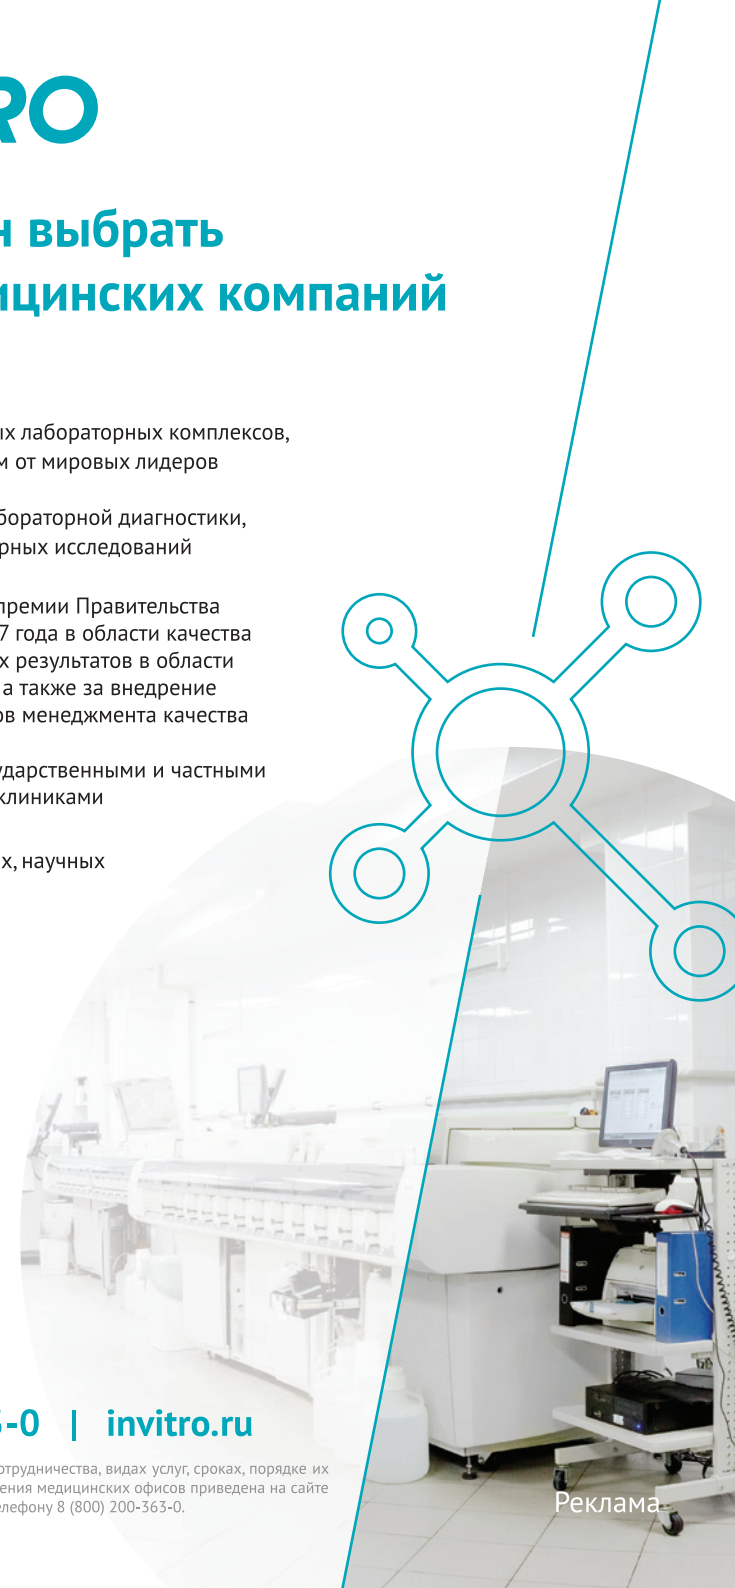 RO
н выбрать
ицинских компаний
ых лабораторных комплексов,
м от мировых лидеров
бораторной диагностики,
рных исследований
премии Правительства
7 года в области качества
х результатов в области
а также за внедрение
ов менеджмента качества
ударственными и частными
клиниками
х, научных
-0 | invitro.ru
отрудничества, видах услуг, сроках, порядке их
ения медицинских офисов приведена на сайте
елефону 8 (800) 200-363-0.
Реклама